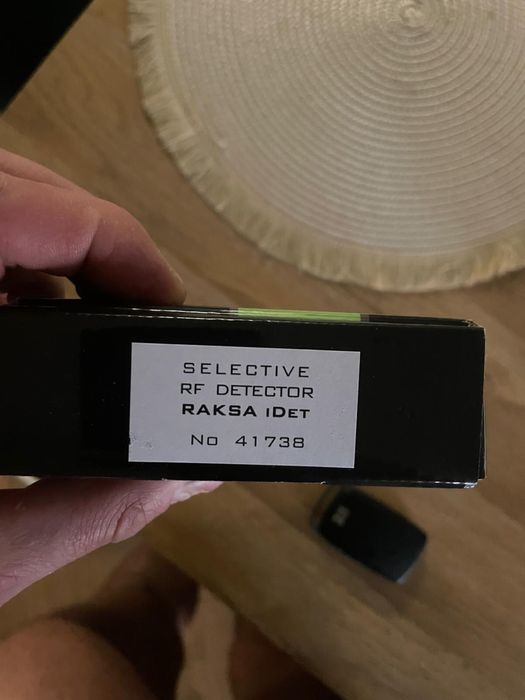 SELECTIVE
RF DETECTOR
RAKSA iDET
No 41738